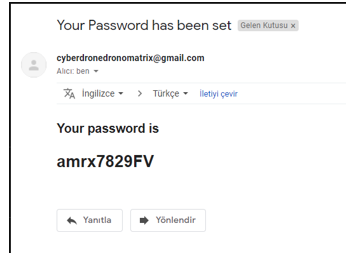 Your Password has been set Gelen Kutusu x
cyberdronedronomatrix@gmail.com
Alıcı: ben
İngilizce > Türkçe İletiyi çevir
Your password is
amrx7829FV
Yanıtla Yönlendir